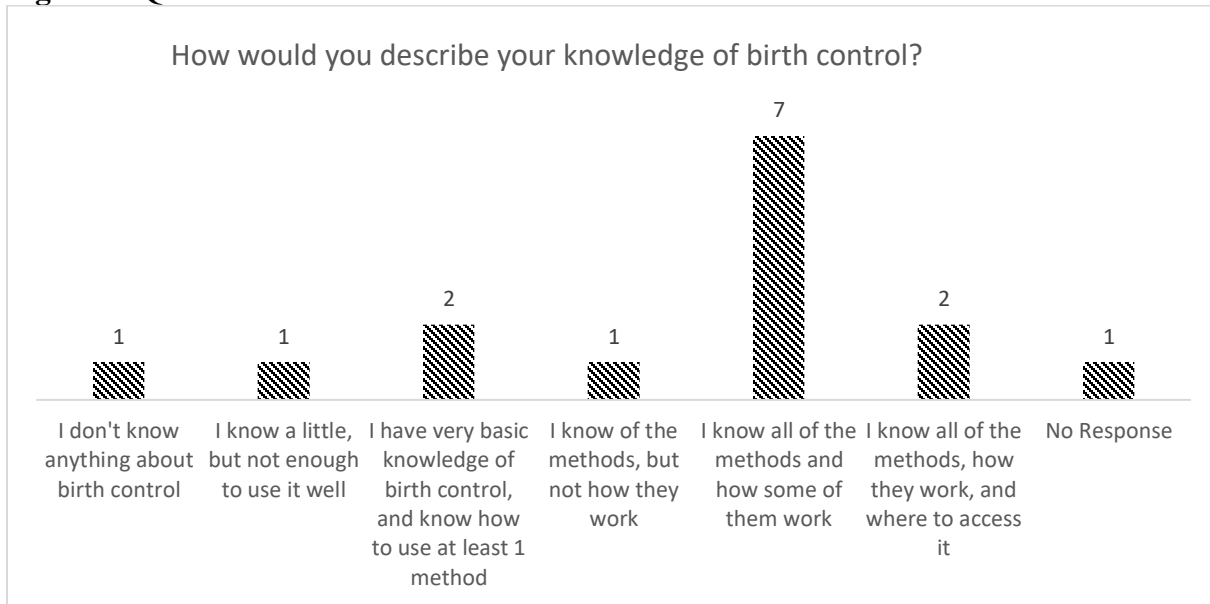 How would you describe your knowledge of birth control?
7
2
2
1
1
1
1
I don't know
anything about
birth control
I know a little,
but not enough
to use it well
I have very basic
knowledge of
birth control,
and know how
to use at least 1
method
I know of the
methods, but
not how they
work
I know all of the
methods and
how some of
them work
I know all of the
methods, how
they work, and
where to access
it
No Response